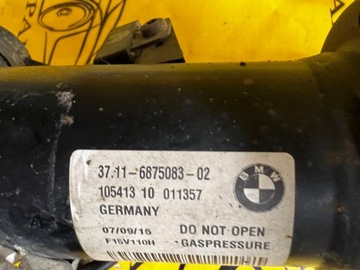 37.11-6875083-02
105413 10 011357
GERMANY
BMW
07/09/16 DO NOT OPEN
F15V110H GASPRESSURE